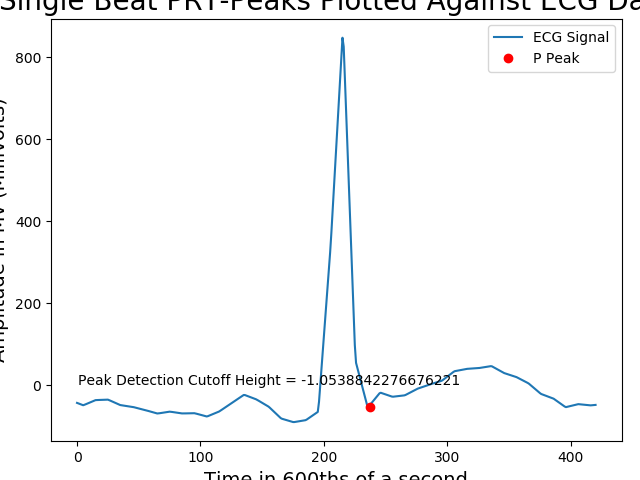 Single Beat PRT-Peaks Plotted Against ECG Da
ECG Signal
P Peak
Amplitude in MV (MilliVolts)
800
600
400
200
0
Peak Detection Cutoff Height = -1.0538842276676221
0 100 200 300 400
Time in 600ths of a second